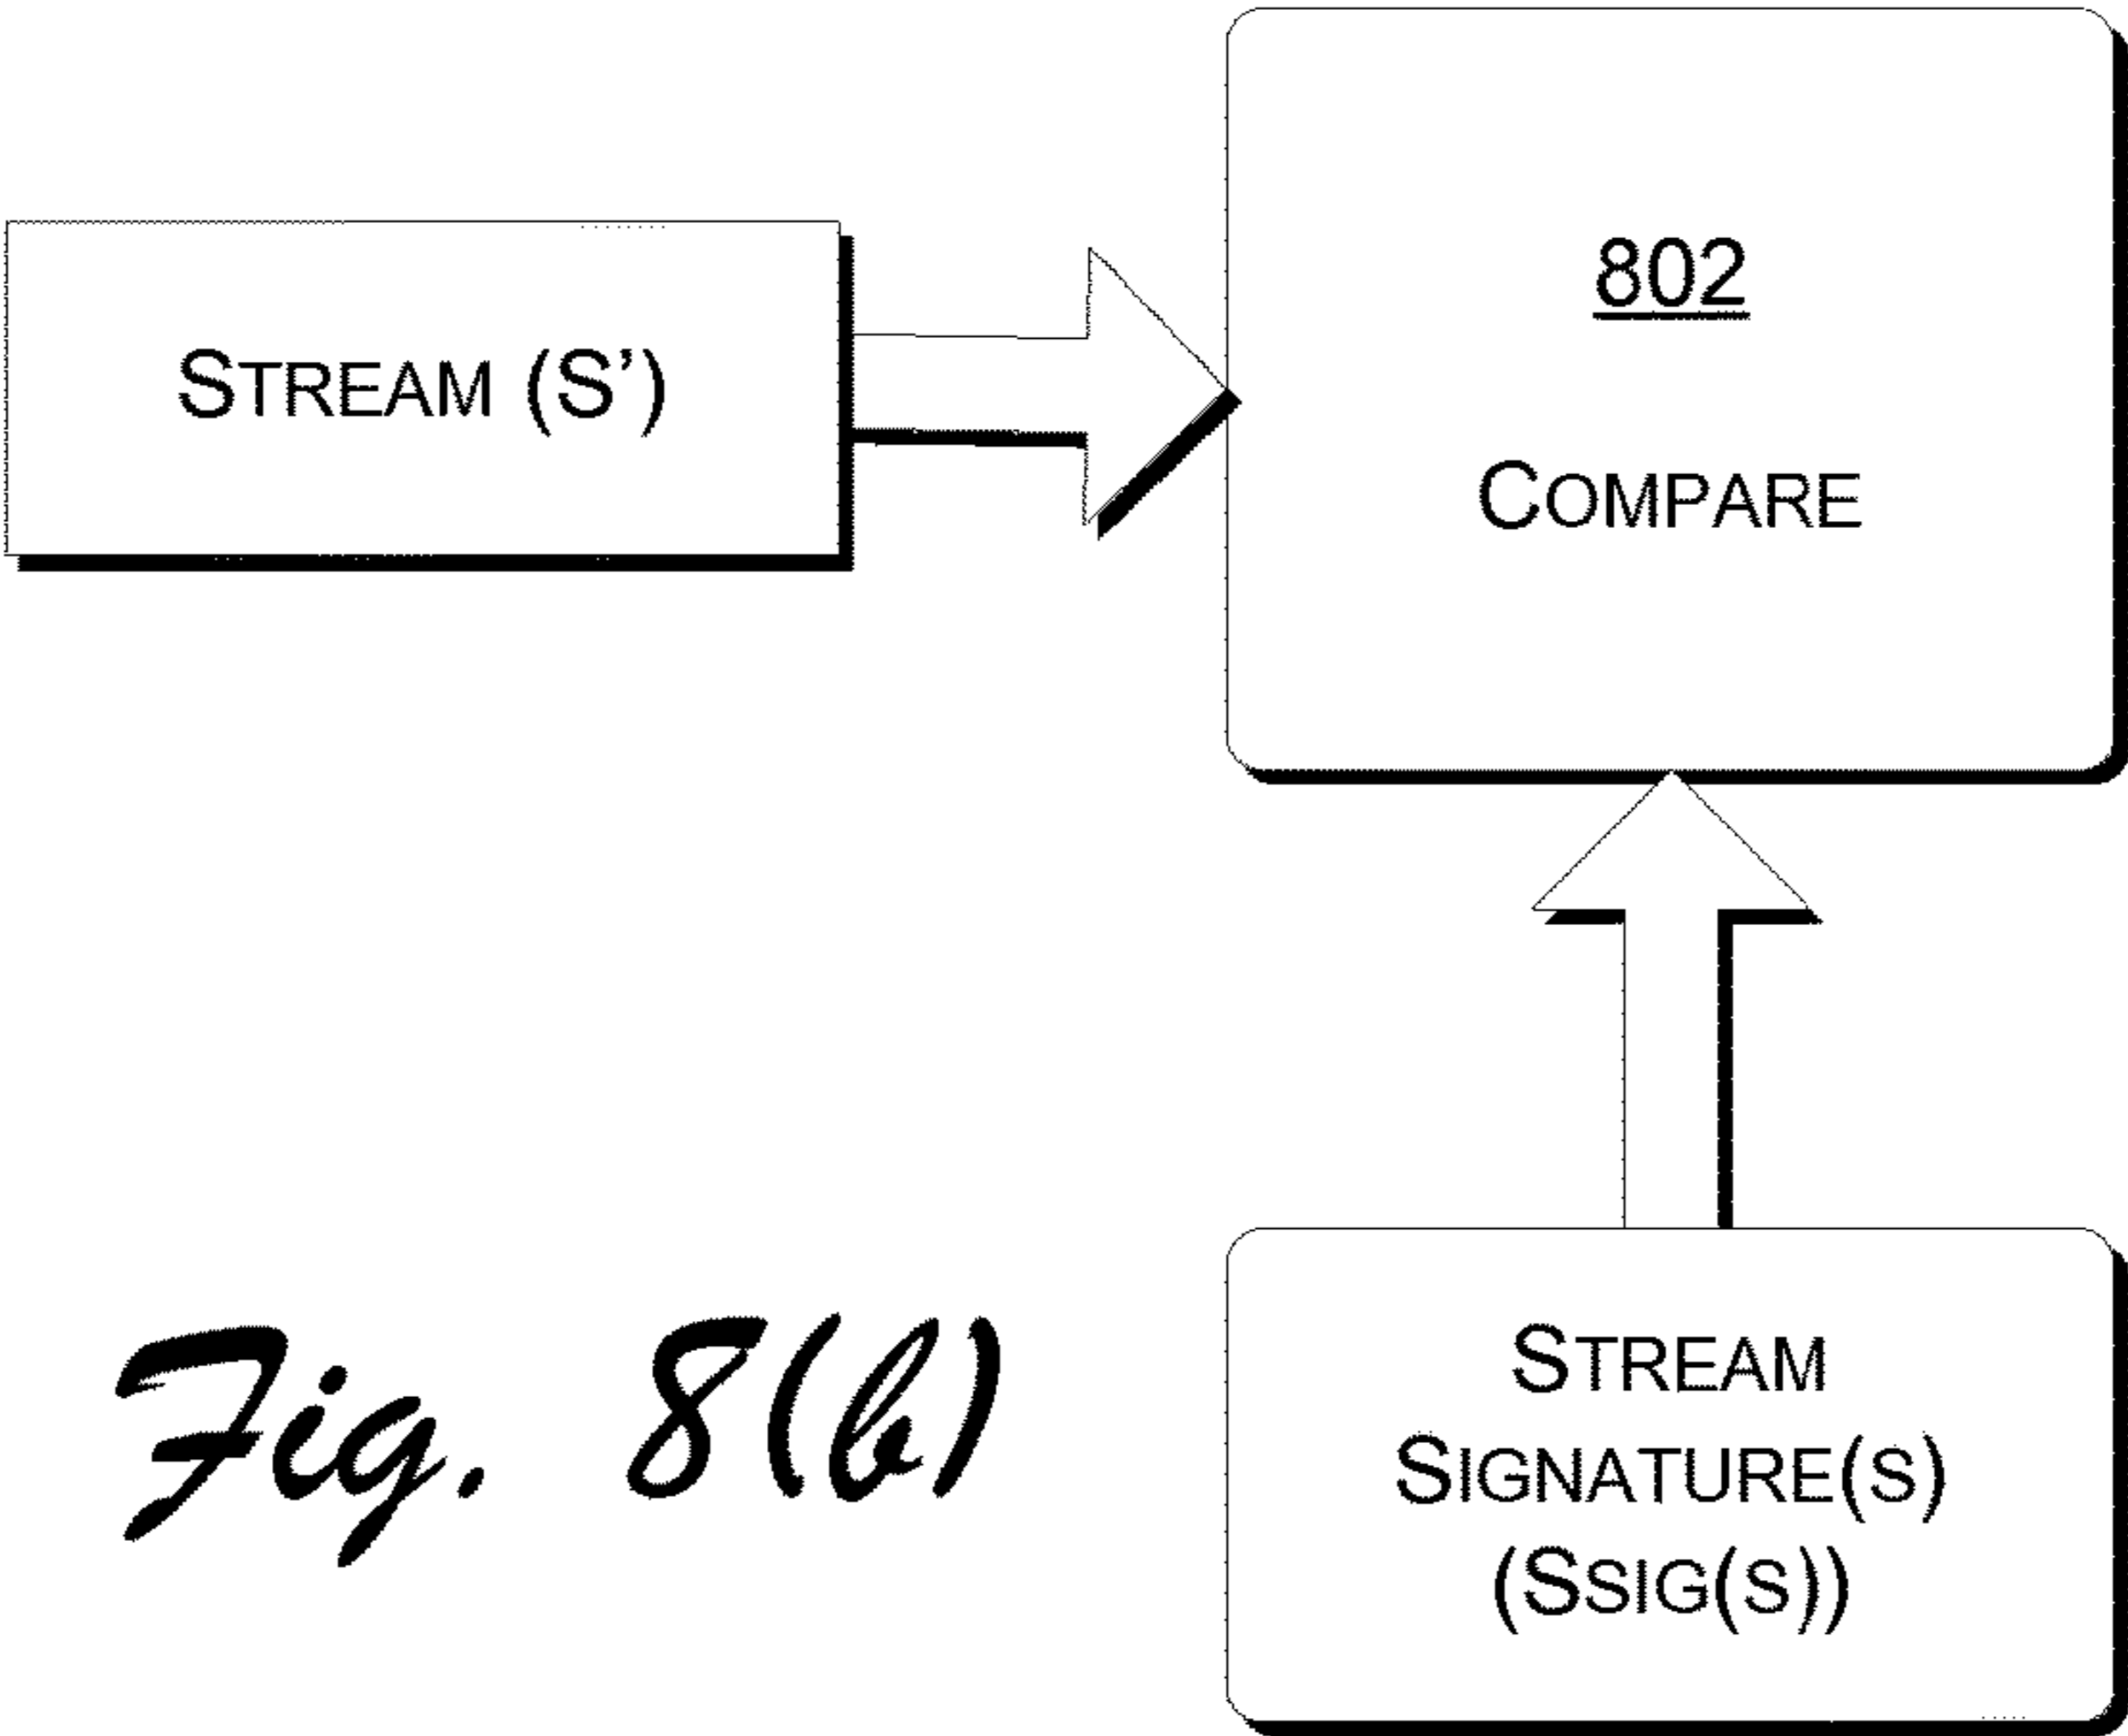 802
STREAM (S’)
COMPARE
STREAM
SIGNATURE(S)
(SSIG(S))
Fig. 8(b)